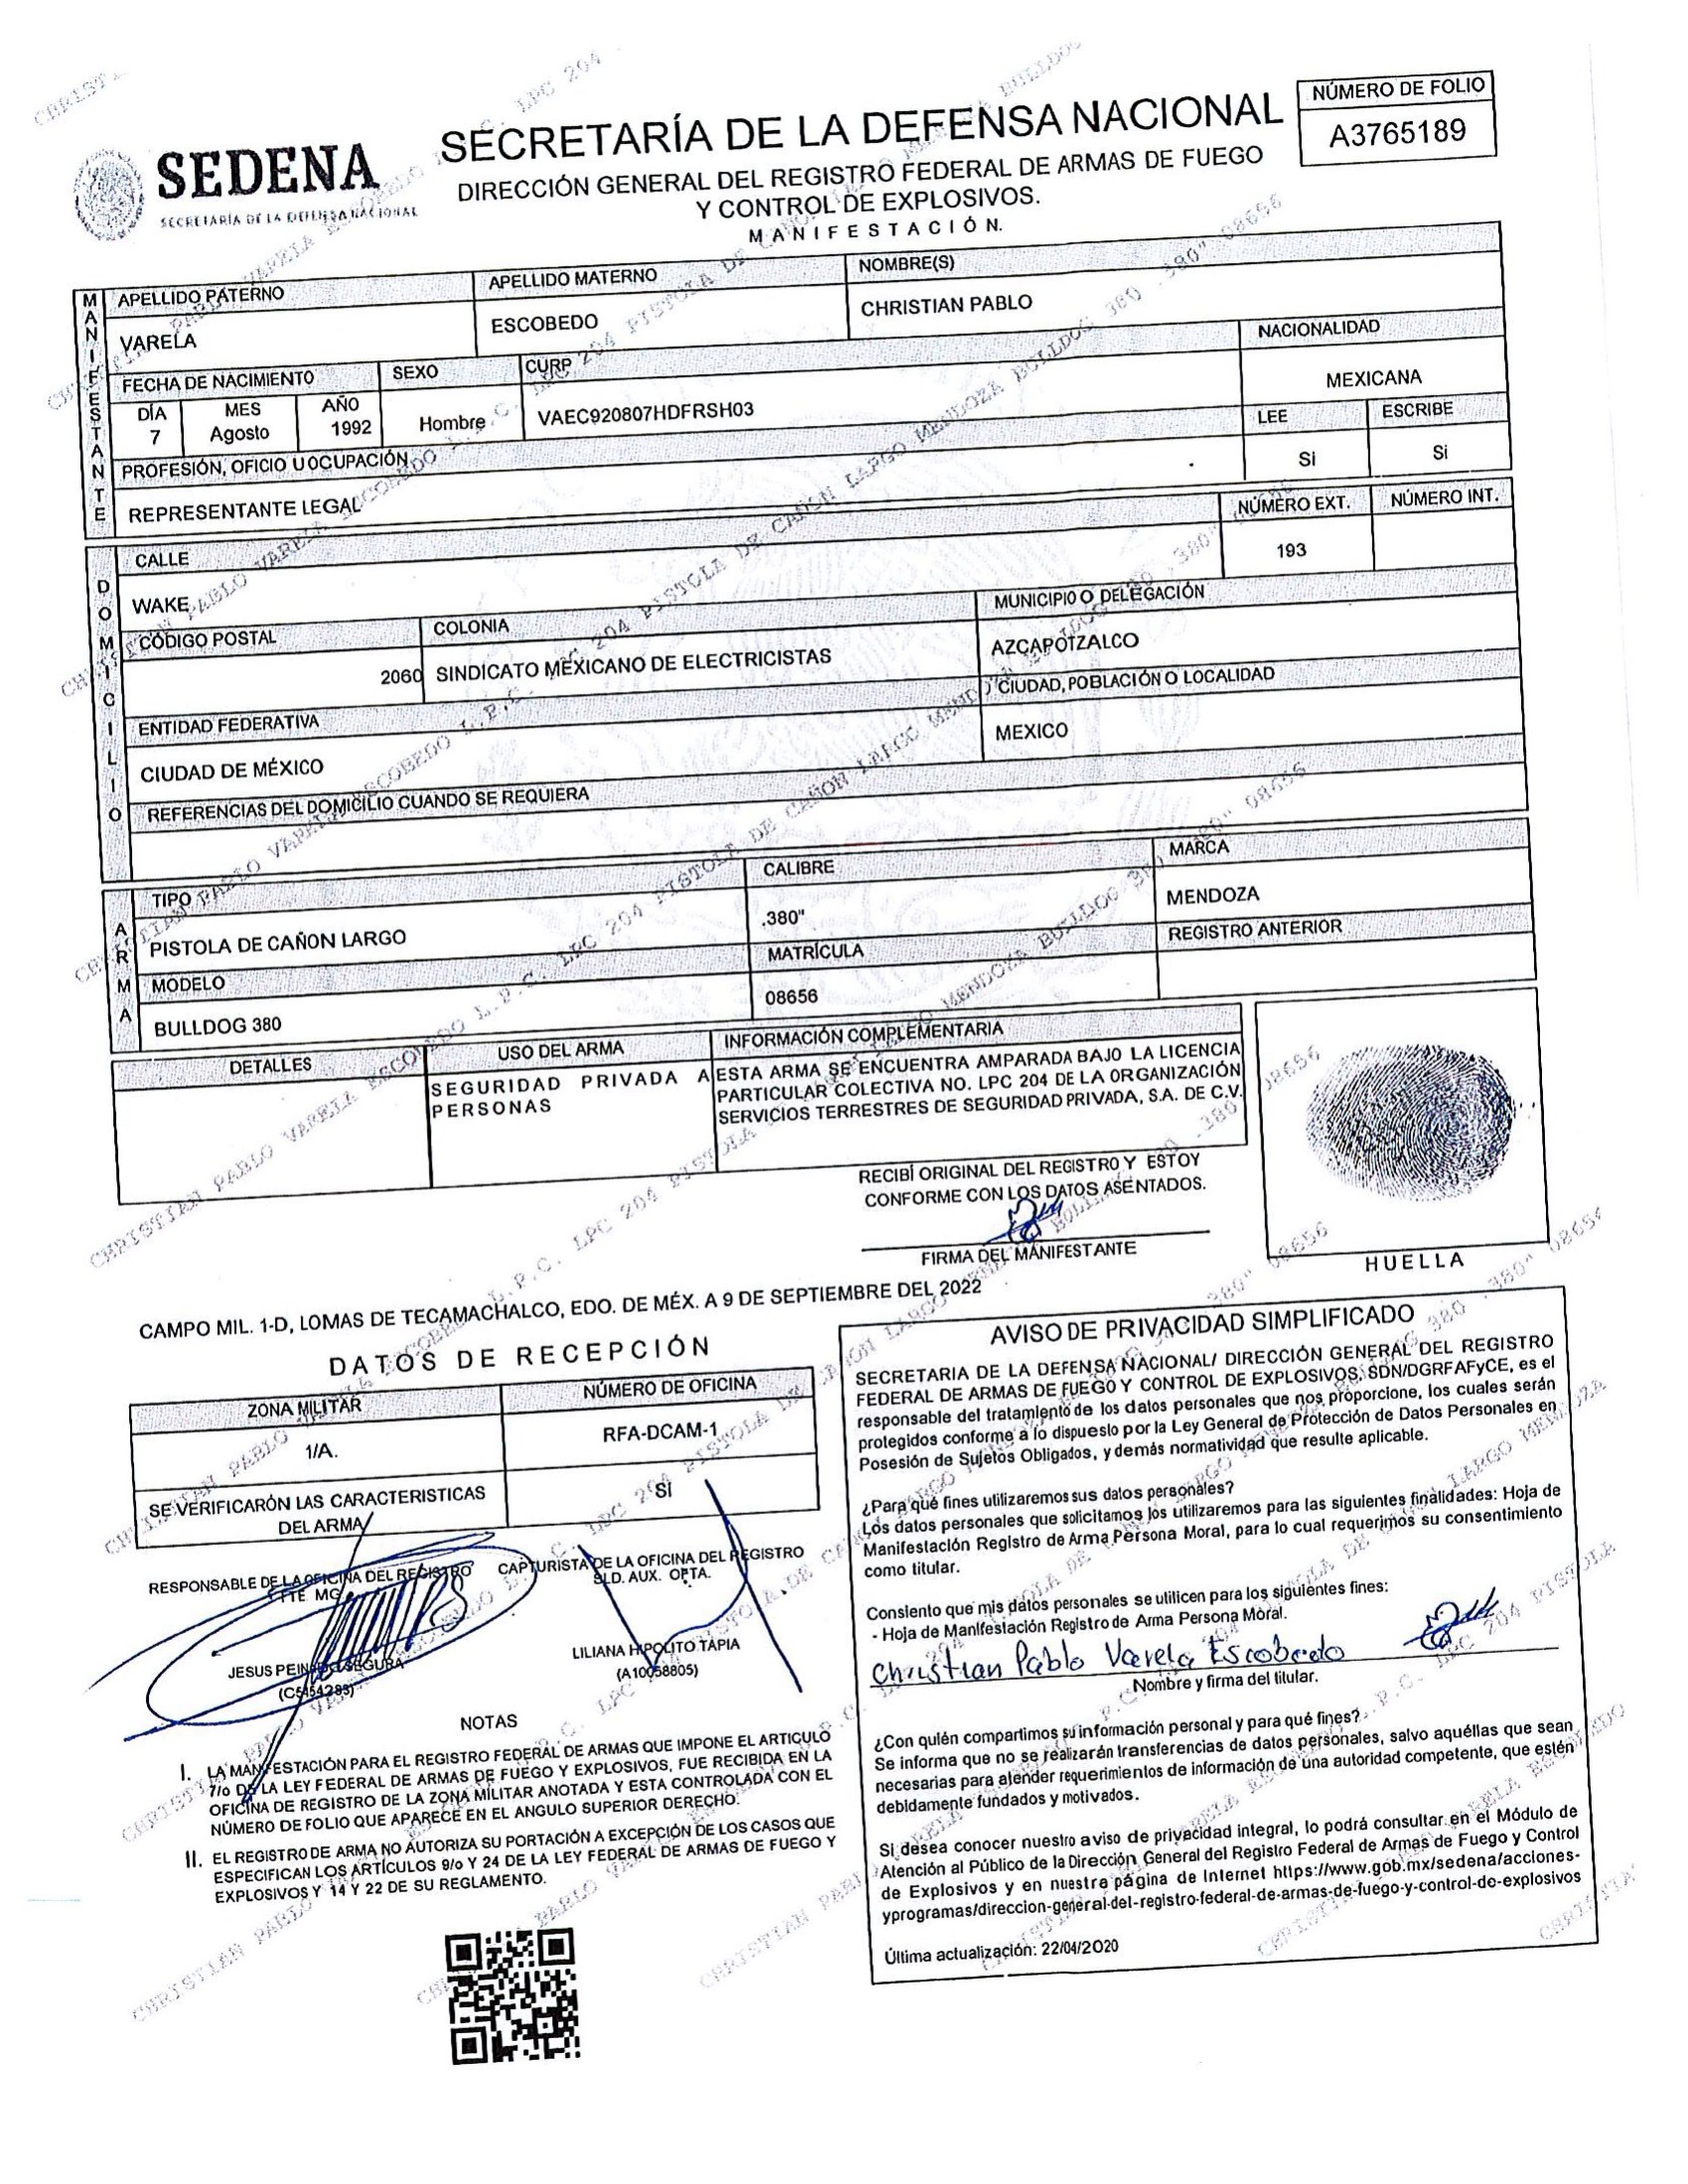 NÚMERO DE FOLIO
A3765189
SEDENA
SECRETARÍA DE LA DEFENSA NACIONAL
SECRETARÍA DE LA DEFENSA NACIONAL
DIRECCIÓN GENERAL DEL REGISTRO FEDERAL DE ARMAS DE FUEGO
Y CONTROL DE EXPLOSIVOS.
MANIFESTACIÓN.
MANIFESTANTE
APELLIDO PATERNO
APELLIDO MATERNO
NOMBRE(S)
VARELA
ESCOBEDO
CHRISTIAN PABLO
FECHA DE NACIMIENTO
SEXO
CURP
NACIONALIDAD
DÍA
MES
AÑO
7
Agosto
1992
Hombre
VAEC920807HDFRSH03
MEXICANA
LEE
ESCRIBE
PROFESIÓN, OFICIO U OCUPACIÓN
Si
Si
REPRESENTANTE LEGAL
DOMICILIO
CALLE
NÚMERO EXT.
NÚMERO INT.
WAKE
193
CÓDIGO POSTAL
COLONIA
MUNICIPIO O DELEGACIÓN
2060
SINDICATO MEXICANO DE ELECTRICISTAS
AZCAPOTZALCO
ENTIDAD FEDERATIVA
CIUDAD, POBLACIÓN O LOCALIDAD
CIUDAD DE MÉXICO
MEXICO
REFERENCIAS DEL DOMICILIO CUANDO SE REQUIERA
ARMA
TIPO
CALIBRE
MARCA
PISTOLA DE CAÑON LARGO
.380"
MENDOZA
MODELO
MATRÍCULA
REGISTRO ANTERIOR
BULLDOG 380
08656
DETALLES
USO DEL ARMA
INFORMACIÓN COMPLEMENTARIA
SEGURIDAD PRIVADA A
PERSONAS
ESTA ARMA SE ENCUENTRA AMPARADA BAJO LA LICENCIA
PARTICULAR COLECTIVA NO. LPC 204 DE LA ORGANIZACIÓN
SERVICIOS TERRESTRES DE SEGURIDAD PRIVADA, S.A. DE C.V.
RECIBÍ ORIGINAL DEL REGISTRO Y ESTOY
CONFORME CON LOS DATOS ASENTADOS.
FIRMA DEL MANIFESTANTE
HUELLA
CAMPO MIL. 1-D, LOMAS DE TECAMACHALCO, EDO. DE MÉX. A 9 DE SEPTIEMBRE DEL 2022
DATOS DE RECEPCIÓN
ZONA MILITAR
NÚMERO DE OFICINA
1/A.
RFA-DCAM-1
SE VERIFICARÓN LAS CARACTERISTICAS
DEL ARMA
SI
RESPONSABLE DE LA OFICINA DEL REGISTRO
TTE. MG.
JESUS PEINADO SEGURA
(C5154283)
CAPTURISTA DE LA OFICINA DEL REGISTRO
SLD. AUX. OFTA.
LILIANA HIPOLITO TAPIA
(A10058805)
NOTAS
I. LA MANIFESTACIÓN PARA EL REGISTRO FEDERAL DE ARMAS QUE IMPONE EL ARTICULO
7/o DE LA LEY FEDERAL DE ARMAS DE FUEGO Y EXPLOSIVOS, FUE RECIBIDA EN LA
OFICINA DE REGISTRO DE LA ZONA MILITAR ANOTADA Y ESTA CONTROLADA CON EL
NÚMERO DE FOLIO QUE APARECE EN EL ANGULO SUPERIOR DERECHO.
II. EL REGISTRO DE ARMA NO AUTORIZA SU PORTACIÓN A EXCEPCIÓN DE LOS CASOS QUE
ESPECIFICAN LOS ARTÍCULOS 9/o Y 24 DE LA LEY FEDERAL DE ARMAS DE FUEGO Y
EXPLOSIVOS Y 14 Y 22 DE SU REGLAMENTO.
AVISO DE PRIVACIDAD SIMPLIFICADO
SECRETARIA DE LA DEFENSA NACIONAL/ DIRECCIÓN GENERAL DEL REGISTRO
FEDERAL DE ARMAS DE FUEGO Y CONTROL DE EXPLOSIVOS, SDN/DGRFAFyCE, es el
responsable del tratamiento de los datos personales que nos proporcione, los cuales serán
protegidos conforme a lo dispuesto por la Ley General de Protección de Datos Personales en
Posesión de Sujetos Obligados, y demás normatividad que resulte aplicable.
¿Para qué fines utilizaremos sus datos personales?
Los datos personales que solicitamos los utilizaremos para las siguientes finalidades: Hoja de
Manifestación Registro de Arma Persona Moral, para lo cual requerimos su consentimiento
como titular.
Consiento que mis datos personales se utilicen para los siguientes fines:
- Hoja de Manifestación Registro de Arma Persona Moral.
Christian Pablo Varela Escobedo
Nombre y firma del titular.
¿Con quién compartimos su información personal y para qué fines?
Se informa que no se realizarán transferencias de datos personales, salvo aquéllas que sean
necesarias para atender requerimientos de información de una autoridad competente, que estén
debidamente fundados y motivados.
Si desea conocer nuestro aviso de privacidad integral, lo podrá consultar en el Módulo de
Atención al Público de la Dirección General del Registro Federal de Armas de Fuego y Control
de Explosivos y en nuestra página de Internet https://www.gob.mx/sedena/acciones-
yprogramas/direccion-general-del-registro-federal-de-armas-de-fuego-y-control-de-explosivos
Última actualización: 22/04/2020